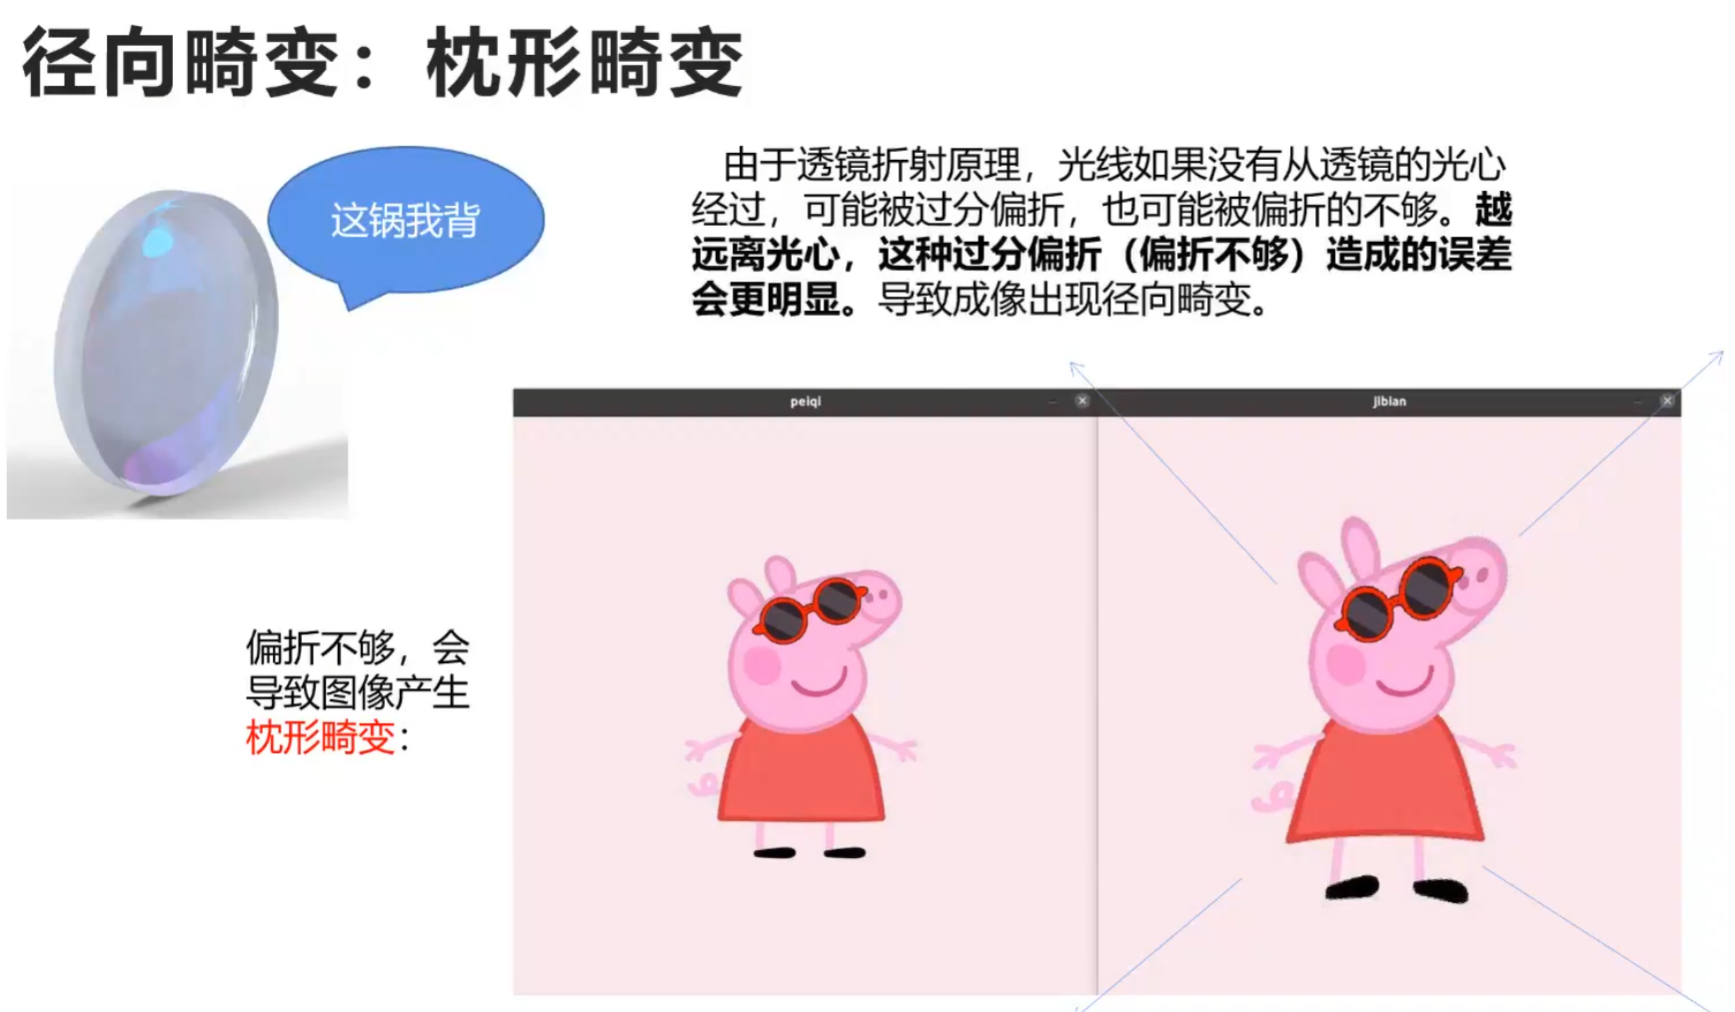 径向畸变：枕形畸变
这锅我背
由于透镜折射原理，光线如果没有从透镜的光心
经过，可能被过分偏折，也可能被偏折的不够。越
远离光心，这种过分偏折（偏折不够）造成的误差
会更明显。导致成像出现径向畸变。
peiqi
jibian
偏折不够，会
导致图像产生
枕形畸变：